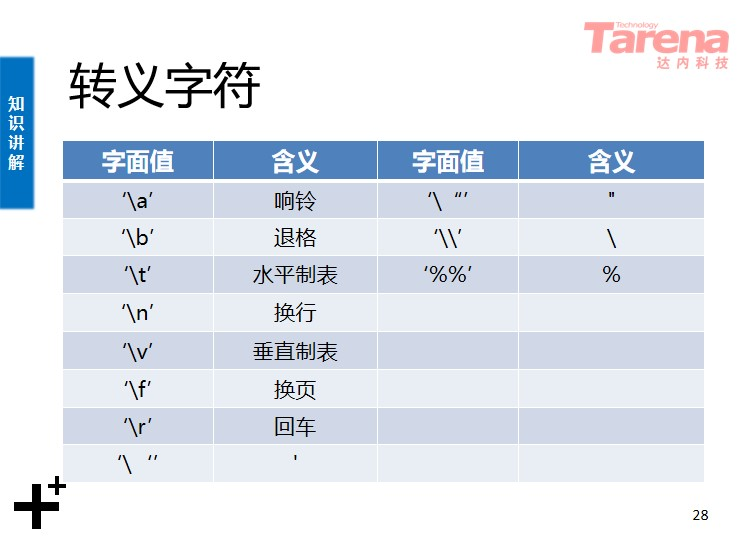 Technology
Tarena
达内科技
知识讲解
转义字符
字面值 含义 字面值 含义
‘\a’ 响铃 ‘\ “’ "
‘\b’ 退格 ‘\\’ \
‘\t’ 水平制表 ‘%%’ %
‘\n’ 换行
‘\v’ 垂直制表
‘\f’ 换页
‘\r’ 回车
‘\ ‘’ '
28